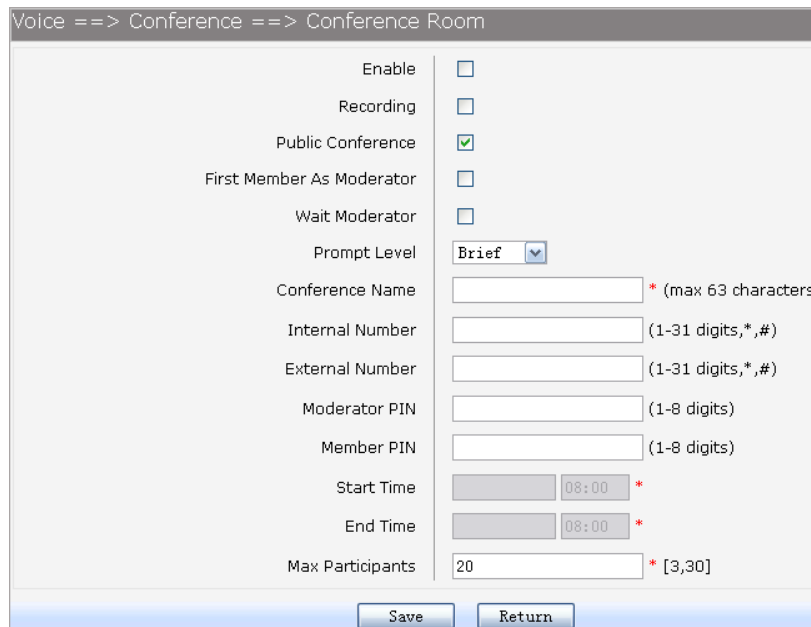 Voice ==> Conference ==> Conference Room
Enable
Recording
Public Conference
First Member As Moderator
Wait Moderator
Prompt Level Brief
Conference Name * (max 63 characters
Internal Number (1-31 digits,*,#)
External Number (1-31 digits,*,#)
Moderator PIN (1-8 digits)
Member PIN (1-8 digits)
Start Time 08:00 *
End Time 08:00 *
Max Participants 20 * [3,30]
Save Return